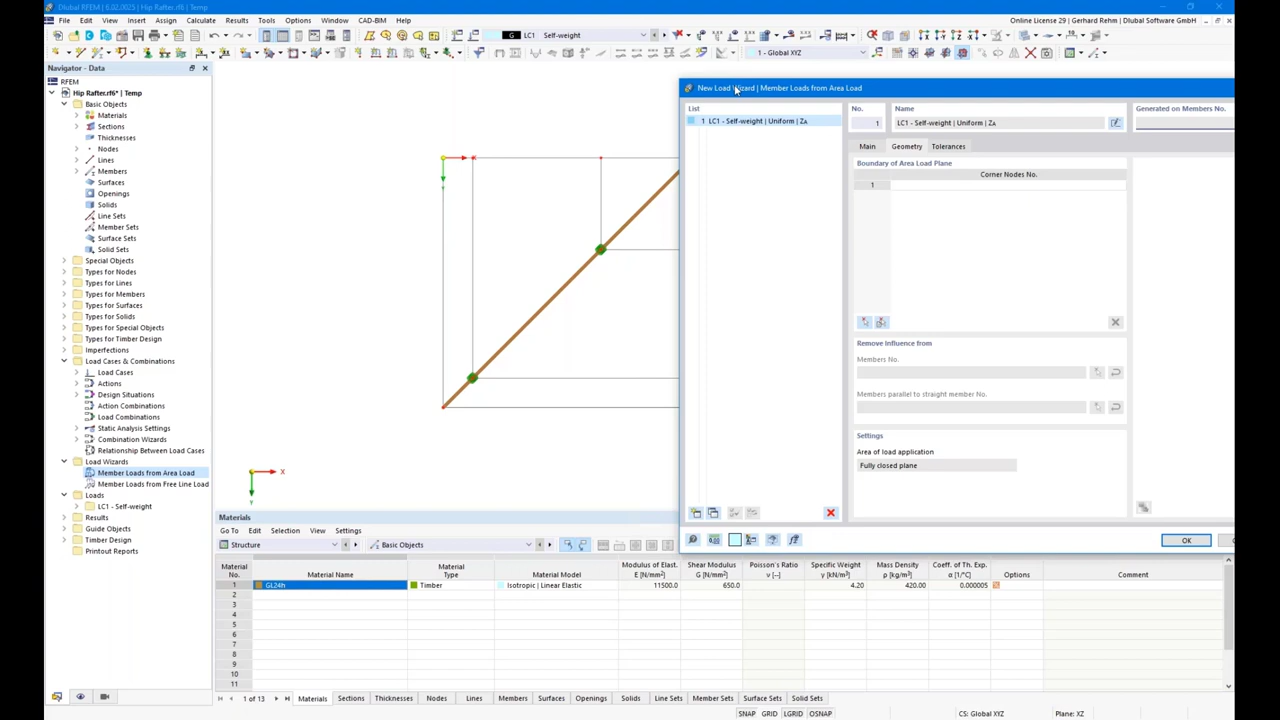 Dlubal RFEM | 6.02.0025 | Hip Rafter.rf6* | Temp
File Edit View Insert Assign Calculate Results Tools Options Window CAD-BIM Help
Online License 29 | Gerhard Rehm | Dlubal Software GmbH
G LC1 Self-weight
1 - Global XYZ
Navigator - Data
RFEM
Hip Rafter.rf6* | Temp
Basic Objects
Materials
Sections
Thicknesses
Nodes
Lines
Members
Surfaces
Openings
Solids
Line Sets
Member Sets
Surface Sets
Solid Sets
Special Objects
Types for Nodes
Types for Lines
Types for Members
Types for Surfaces
Types for Solids
Types for Special Objects
Types for Timber Design
Imperfections
Load Cases & Combinations
Load Cases
Actions
Design Situations
Action Combinations
Load Combinations
Static Analysis Settings
Combination Wizards
Relationship Between Load Cases
Load Wizards
Member Loads from Area Load
Member Loads from Free Line Load
Loads
LC1 - Self-weight
Results
Guide Objects
Timber Design
Printout Reports
X
X
Y
New Load Wizard | Member Loads from Area Load
List
1 LC1 - Self-weight | Uniform | ZA
No.
1
Name
LC1 - Self-weight | Uniform | ZA
Generated on Members No.
Main Geometry Tolerances
Boundary of Area Load Plane
Corner Nodes No.
1
Remove Influence from
Members No.
Members parallel to straight member No.
Settings
Area of load application
Fully closed plane
OK
Materials
Go To Edit Selection View Settings
Structure
Basic Objects
Material No. Material Name Material Type Material Model Modulus of Elast. E [N/mm²] Shear Modulus G [N/mm²] Poisson's Ratio ν [--] Specific Weight γ [kN/m³] Mass Density ρ [kg/m³] Coeff. of Th. Exp. α [1/°C] Options Comment
1 GL24h Timber Isotropic | Linear Elastic 11500.0 650.0 4.20 420.00 0.000005
2
3
4
5
6
7
8
9
10
11
1 of 13 Materials Sections Thicknesses Nodes Lines Members Surfaces Openings Solids Line Sets Member Sets Surface Sets Solid Sets
SNAP GRID LGRID OSNAP
CS: Global XYZ
Plane: XZ